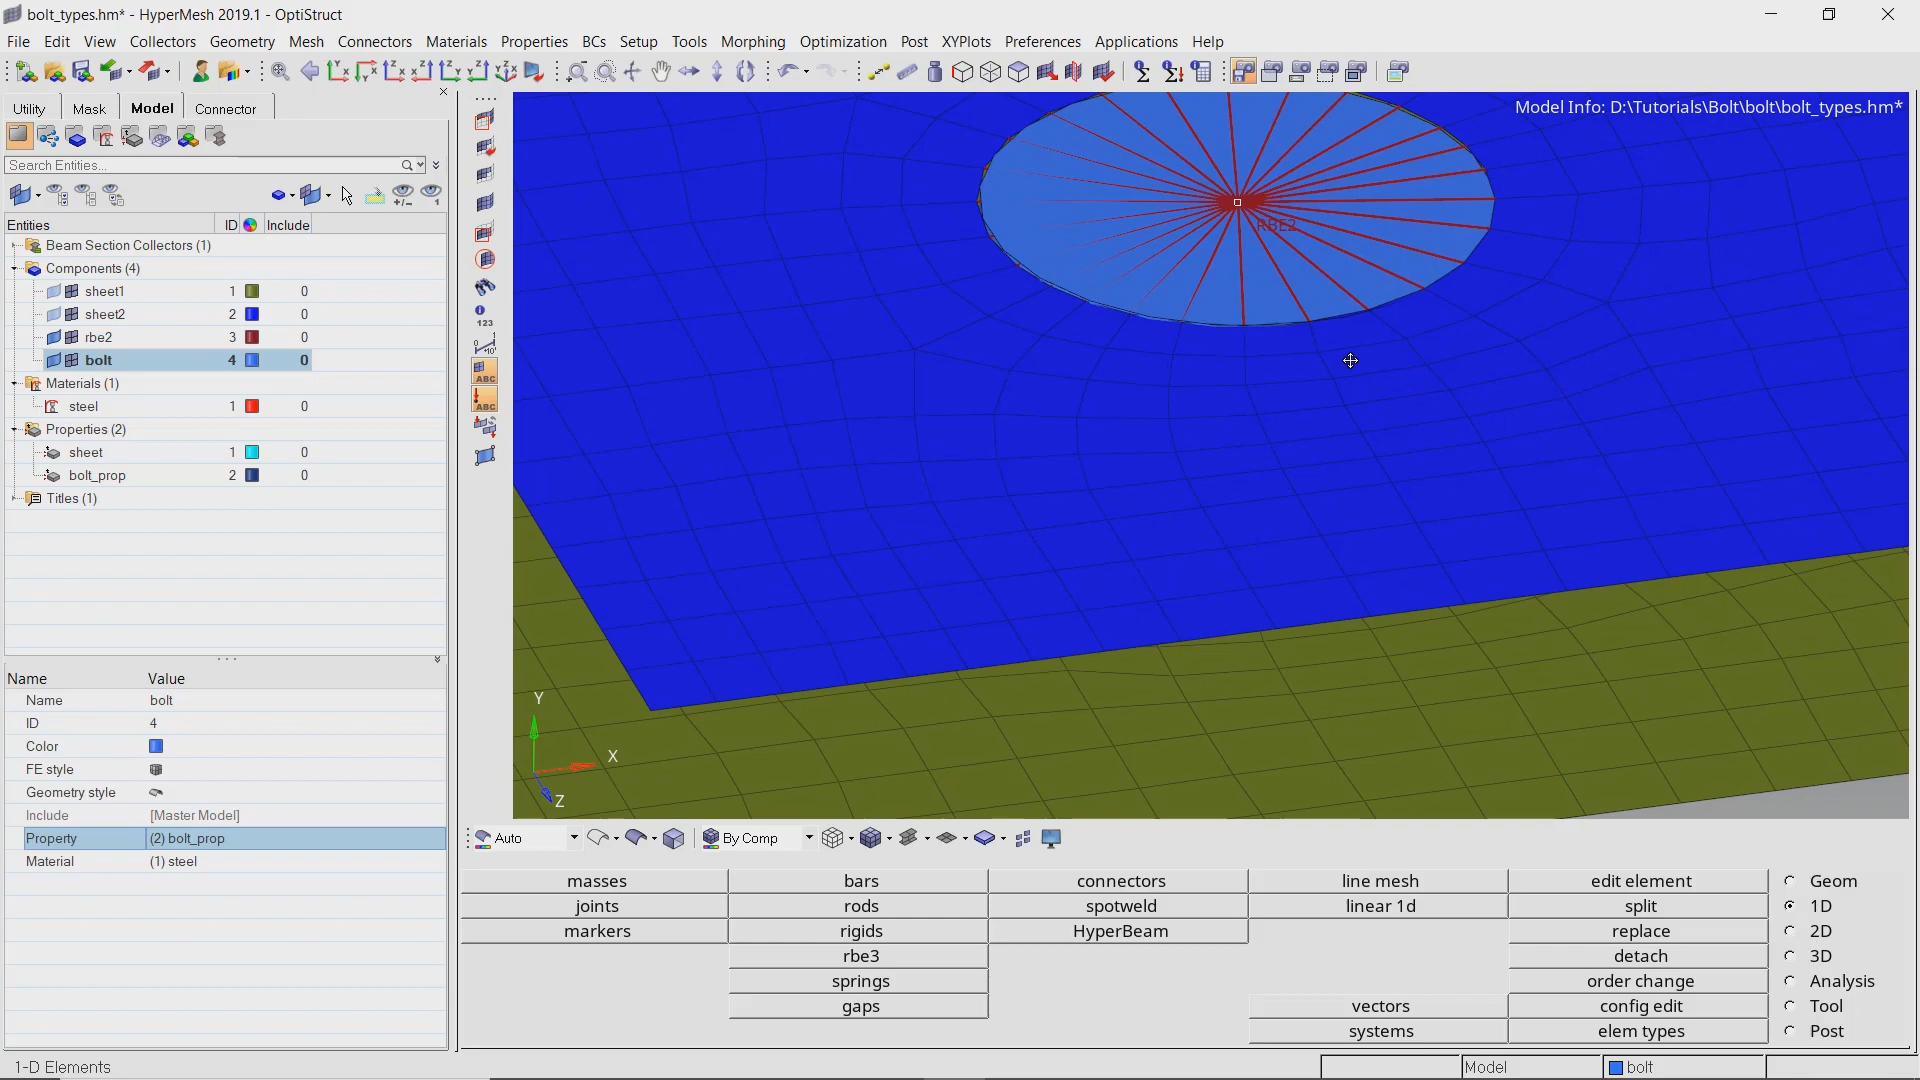 bolt_types.hm* - HyperMesh 2019.1 - OptiStruct
File Edit View Collectors Geometry Mesh Connectors Materials Properties BCs Setup Tools Morphing Optimization Post XYPlots Preferences Applications Help
Utility Mask Model Connector
Model Info: D:\Tutorials\Bolt\bolt\bolt_types.hm*
Search Entities...
Entities ID Include
Beam Section Collectors (1)
Components (4)
sheet1 1 0
sheet2 2 0
rbe2 3 0
bolt 4 0
Materials (1)
steel 1 0
Properties (2)
sheet 1 0
bolt_prop 2 0
Titles (1)
123
ABC
ABC
RBE2
Name Value
Name bolt
ID 4
Color
FE style
Geometry style
Include [Master Model]
Property (2) bolt_prop
Material (1) steel
Y
X
Z
Auto By Comp
masses bars connectors line mesh edit element Geom
joints rods spotweld linear 1d split 1D
markers rigids HyperBeam replace 2D
rbe3 detach 3D
springs order change Analysis
gaps vectors config edit Tool
systems elem types Post
1-D Elements Model bolt